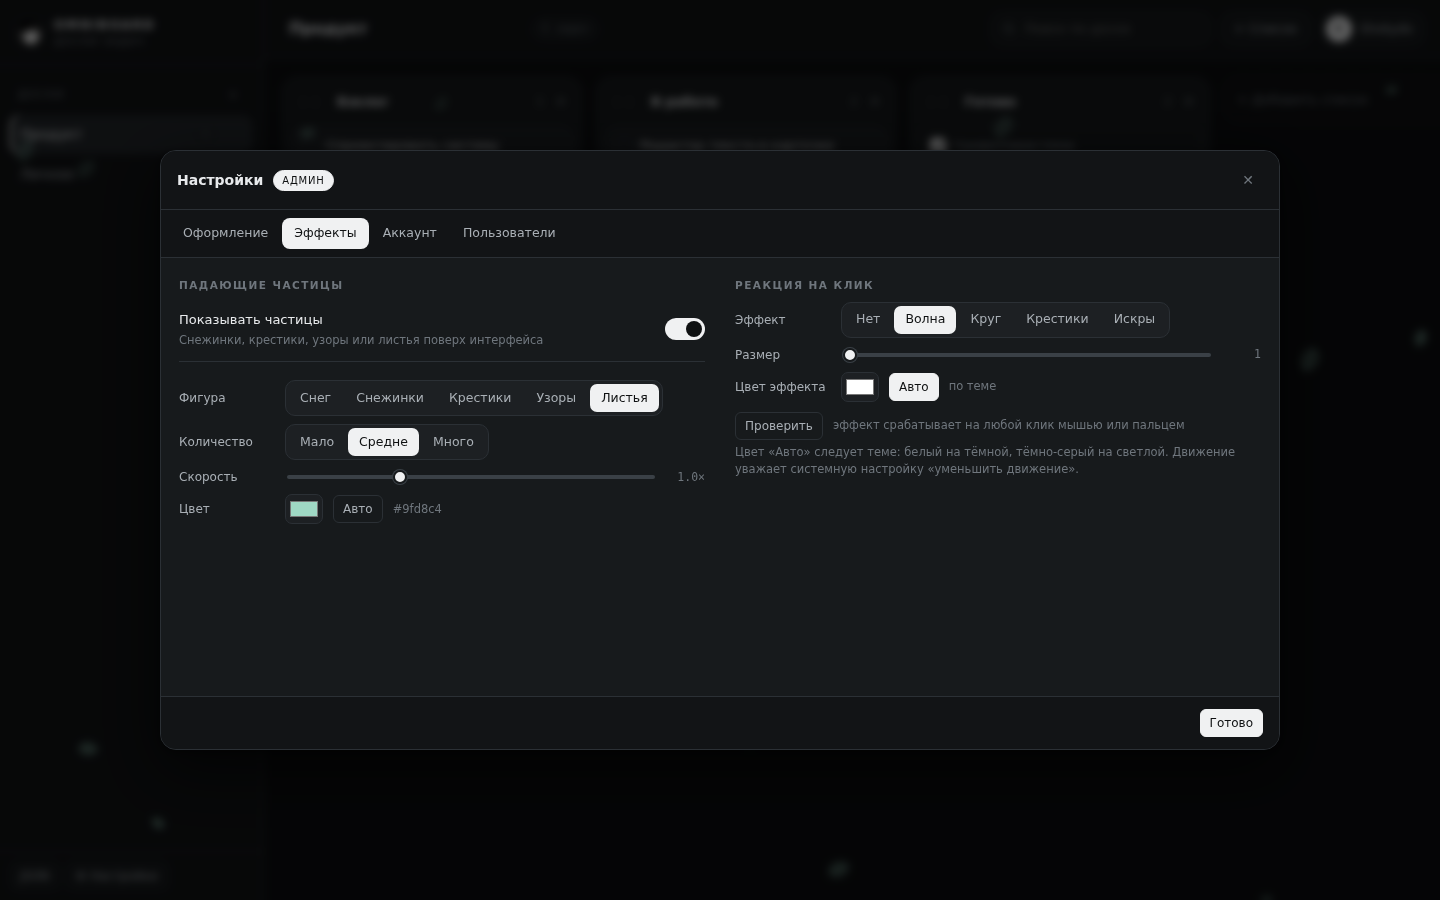 Продукт
Настройки АДМИН ✕
Оформление Эффекты Аккаунт Пользователи
ПАДАЮЩИЕ ЧАСТИЦЫ
Показывать частицы
Снежинки, крестики, узоры или листья поверх интерфейса
Фигура Снег Снежинки Крестики Узоры Листья
Количество Мало Средне Много
Скорость 1.0×
Цвет Авто #9fd8c4
РЕАКЦИЯ НА КЛИК
Эффект Нет Волна Круг Крестики Искры
Размер 1
Цвет эффекта Авто по теме
Проверить эффект срабатывает на любой клик мышью или пальцем
Цвет «Авто» следует теме: белый на тёмной, тёмно-серый на светлой. Движение
уважает системную настройку «уменьшить движение».
Готово